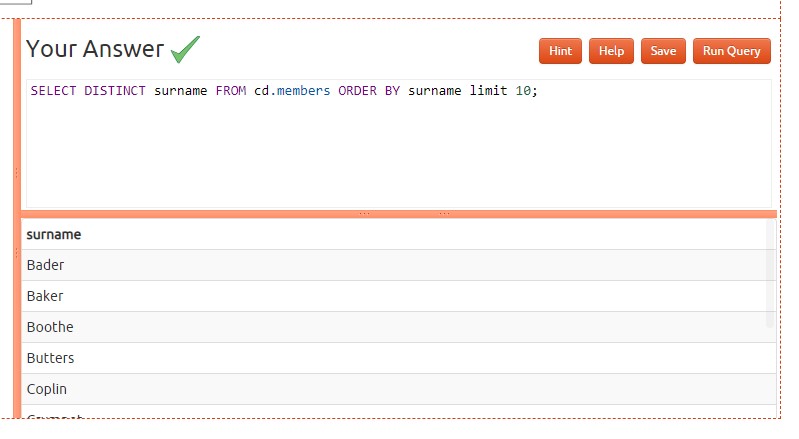 Your Answer
Hint Help Save Run Query
SELECT DISTINCT surname FROM cd.members ORDER BY surname limit 10;
surname
Bader
Baker
Boothe
Butters
Coplin